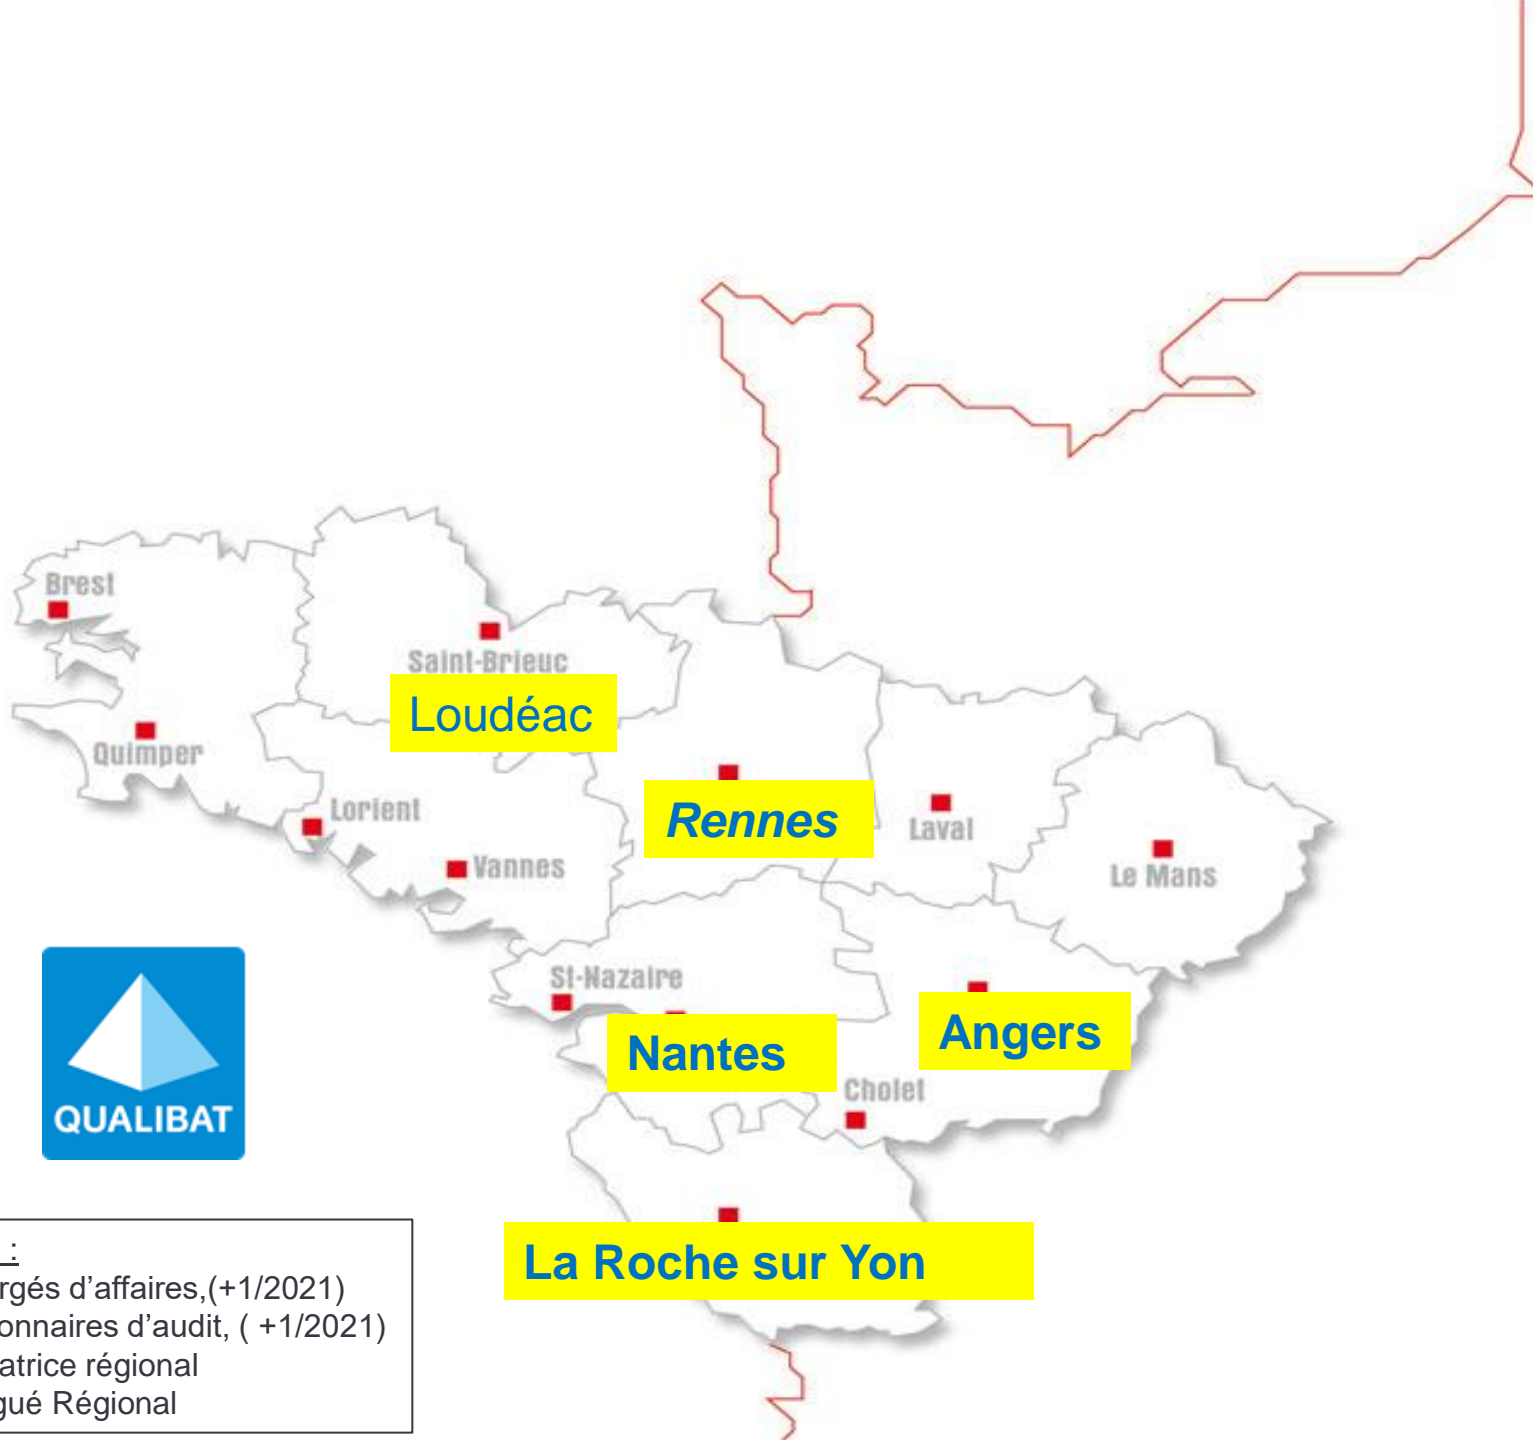 Brest
Saint-Brieuc
Loudéac
Quimper
Rennes
Lorient
Laval
Vannes
Le Mans
St-Nazaire
Angers
Nantes
Cholet
QUALIBAT
La Roche sur Yon
:
rgés d’affaires,(+1/2021)
onnaires d’audit, ( +1/2021)
atrice régional
gué Régional